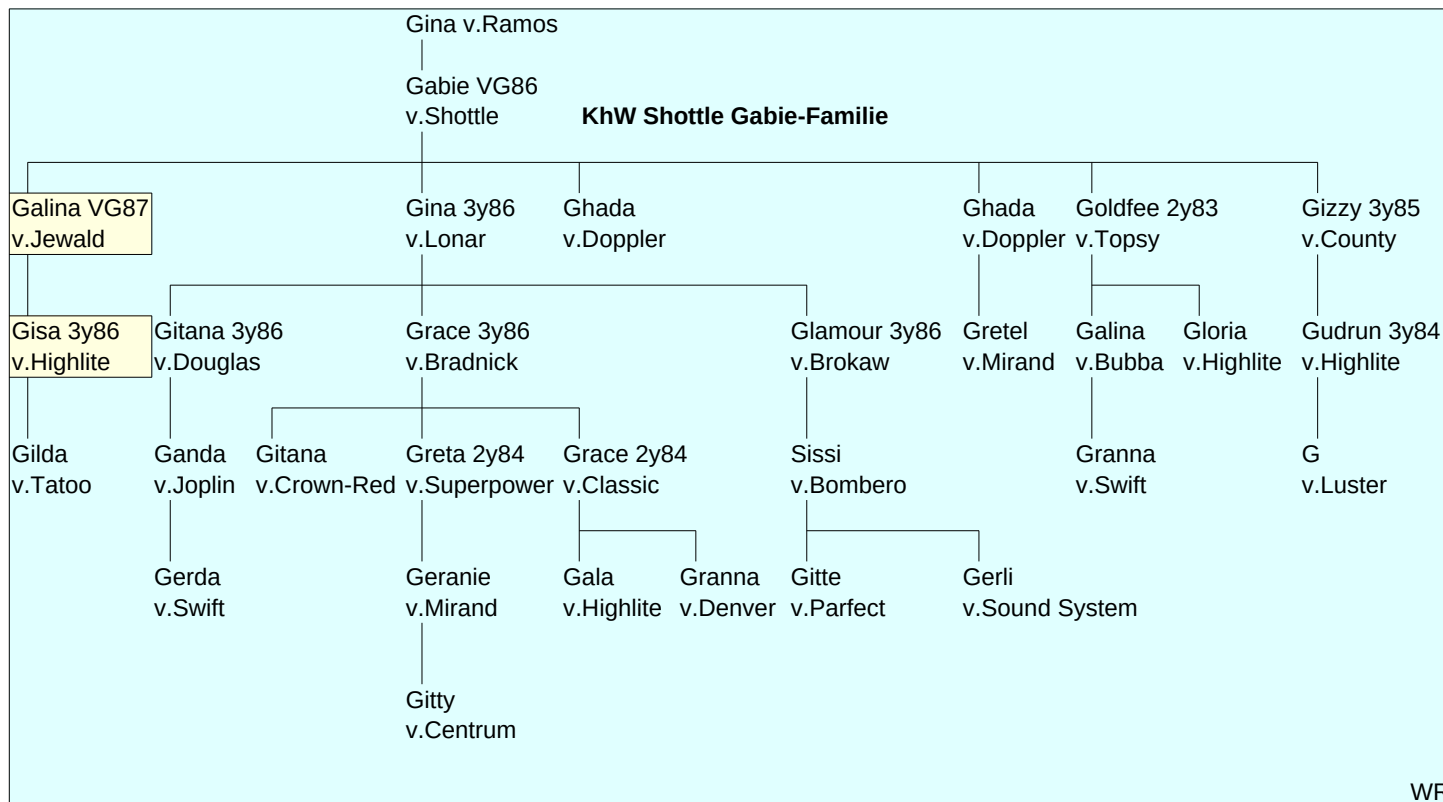 Gina v.Ramos
Gabie VG86
v.Shottle KhW Shottle Gabie-Familie
Galina VG87 Gina 3y86 Ghada Ghada Goldfee 2y83 Gizzy 3y85
v.Jewald v.Lonar v.Doppler v.Doppler v.Topsy v.County
Gisa 3y86 Gitana 3y86 Grace 3y86 Glamour 3y86 Gretel Galina Gloria Gudrun 3y84
v.Highlite v.Douglas v.Bradnick v.Brokaw v.Mirand v.Bubba v.Highlite v.Highlite
Gilda Ganda Gitana Greta 2y84 Grace 2y84 Sissi Granna G
v.Tatoo v.Joplin v.Crown-Red v.Superpower v.Classic v.Bombero v.Swift v.Luster
Gerda Geranie Gala Granna Gitte Gerli
v.Swift v.Mirand v.Highlite v.Denver v.Parfect v.Sound System
Gitty
v.Centrum